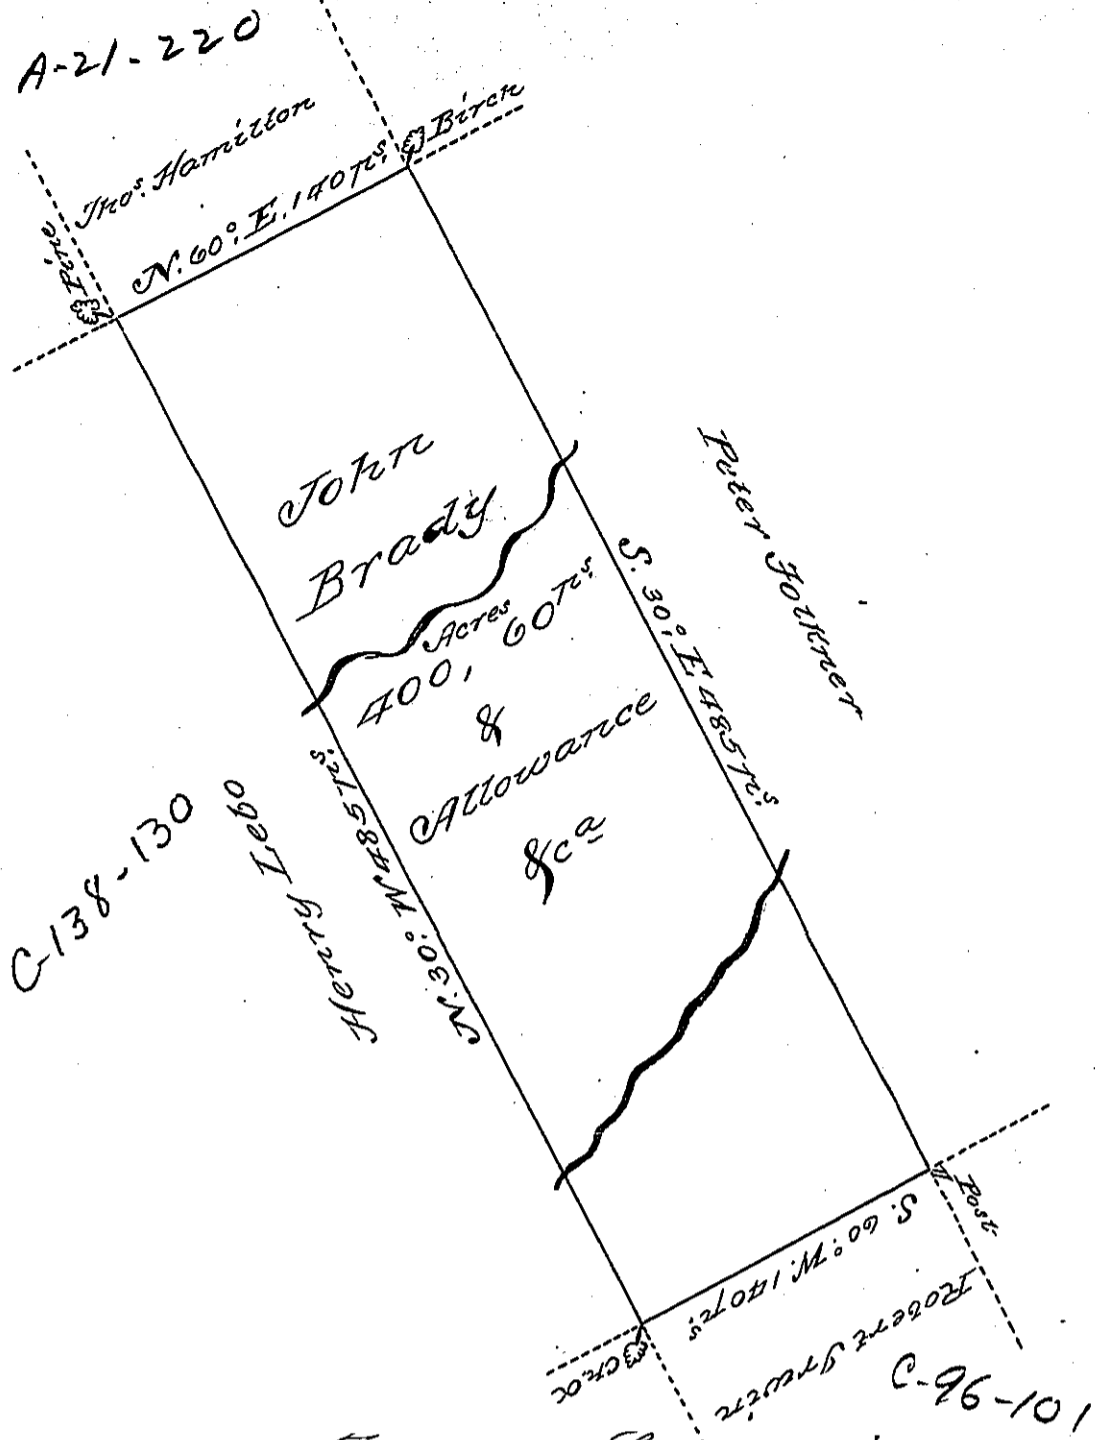 A-21-220
Thos. Hamilton
N. 60°. E. 140 Ps.
Birch
Pine
John
Brady
Acres
400, 60 Ps.
&
Allowance
&ca
S. 30°. E 485 Ps.
Peter Folkner
N. 30°. W 485 Ps.
Henry Lebo
C-138-130
S. 60°. W. 140 Ps.
Post
Robert Irwin
C-96-101